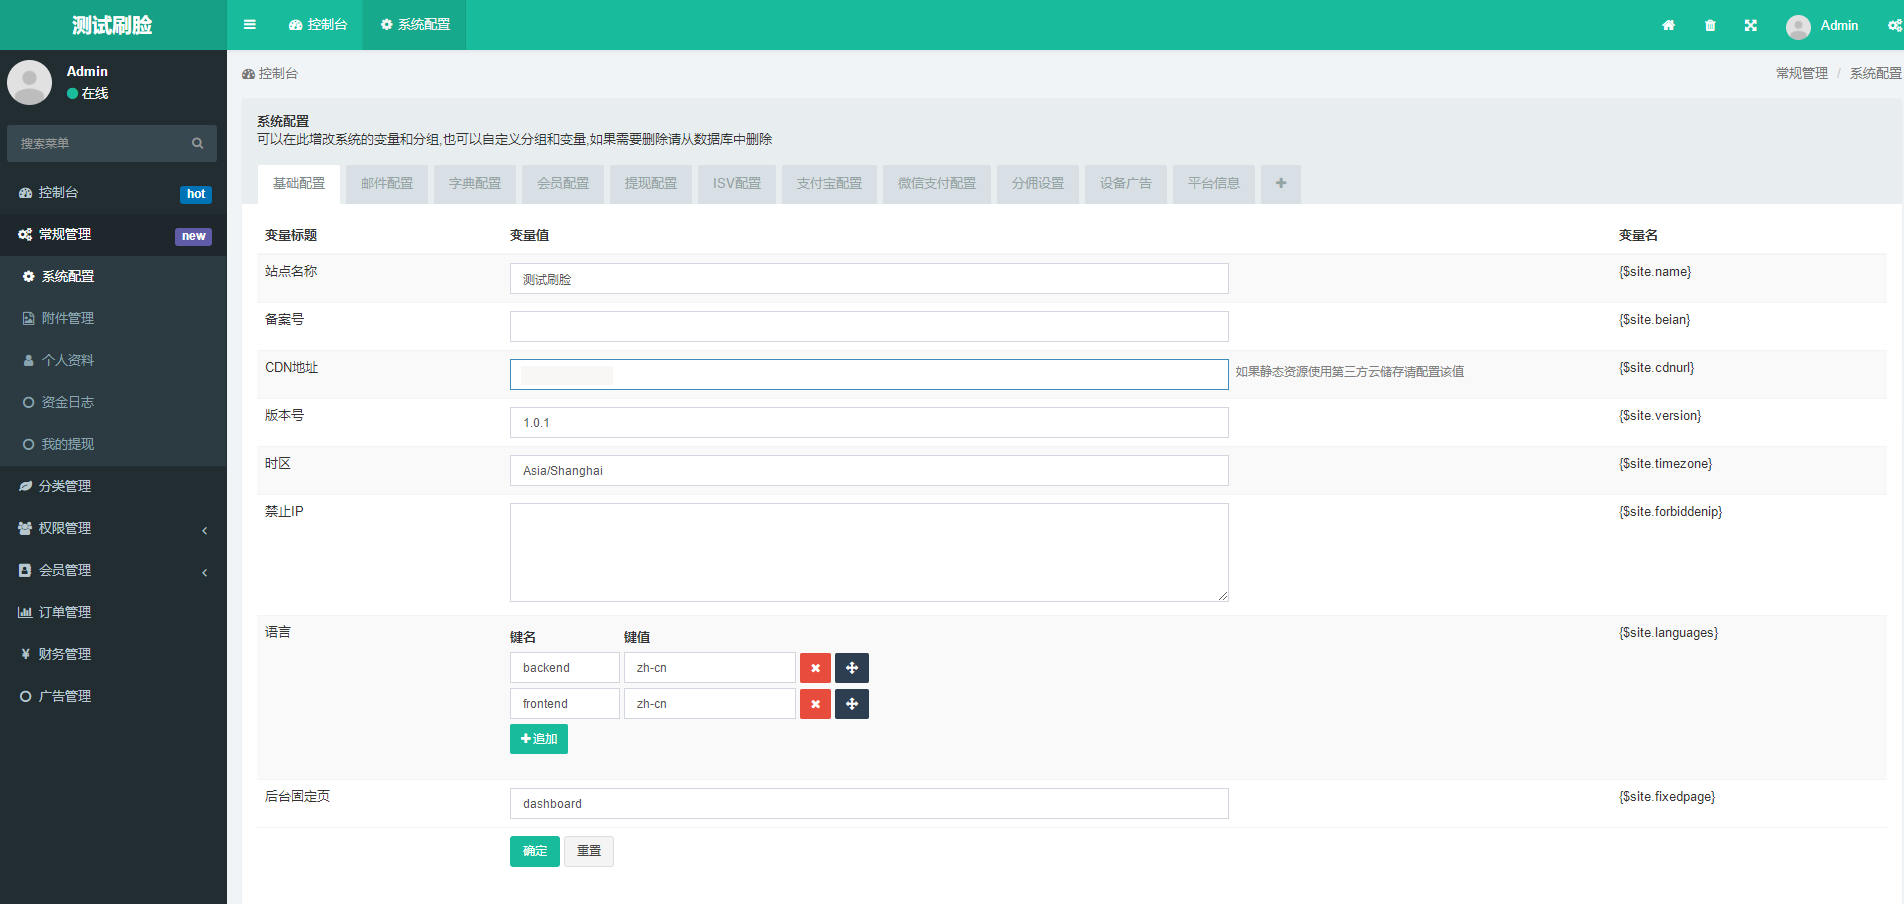 测试刷脸
控制台
系统配置
Admin
Admin
在线
搜索菜单
控制台 hot
常规管理 new
系统配置
附件管理
个人资料
资金日志
我的提现
分类管理
权限管理
会员管理
订单管理
财务管理
广告管理
控制台
常规管理 / 系统配置
系统配置
可以在此增改系统的变量和分组,也可以自定义分组和变量,如果需要删除请从数据库中删除
基础配置 邮件配置 字典配置 会员配置 提现配置 ISV配置 支付宝配置 微信支付配置 分佣设置 设备广告 平台信息
变量标题 变量值 变量名
站点名称 测试刷脸 {$site.name}
备案号 {$site.beian}
CDN地址 如果静态资源使用第三方云储存请配置该值 {$site.cdnurl}
版本号 1.0.1 {$site.version}
时区 Asia/Shanghai {$site.timezone}
禁止IP {$site.forbiddenip}
语言 {$site.languages}
键名 键值
backend zh-cn
frontend zh-cn
追加
后台固定页 dashboard {$site.fixedpage}
确定 重置